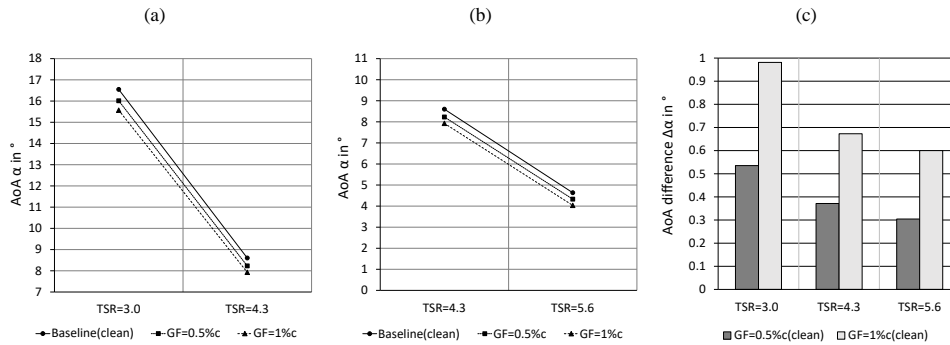 (a)
(b)
(c)
AoA α in °
18
17
16
15
14
13
12
11
10
9
8
7
TSR=3.0 TSR=4.3
Baseline(clean) GF=0.5%c GF=1%c
AoA α in °
11
10
9
8
7
6
5
4
3
2
1
0
TSR=4.3 TSR=5.6
Baseline(clean) GF=0.5%c GF=1%c
AoA difference Δα in °
1
0.9
0.8
0.7
0.6
0.5
0.4
0.3
0.2
0.1
0
TSR=3.0 TSR=4.3 TSR=5.6
GF=0.5%c(clean) GF=1%c(clean)